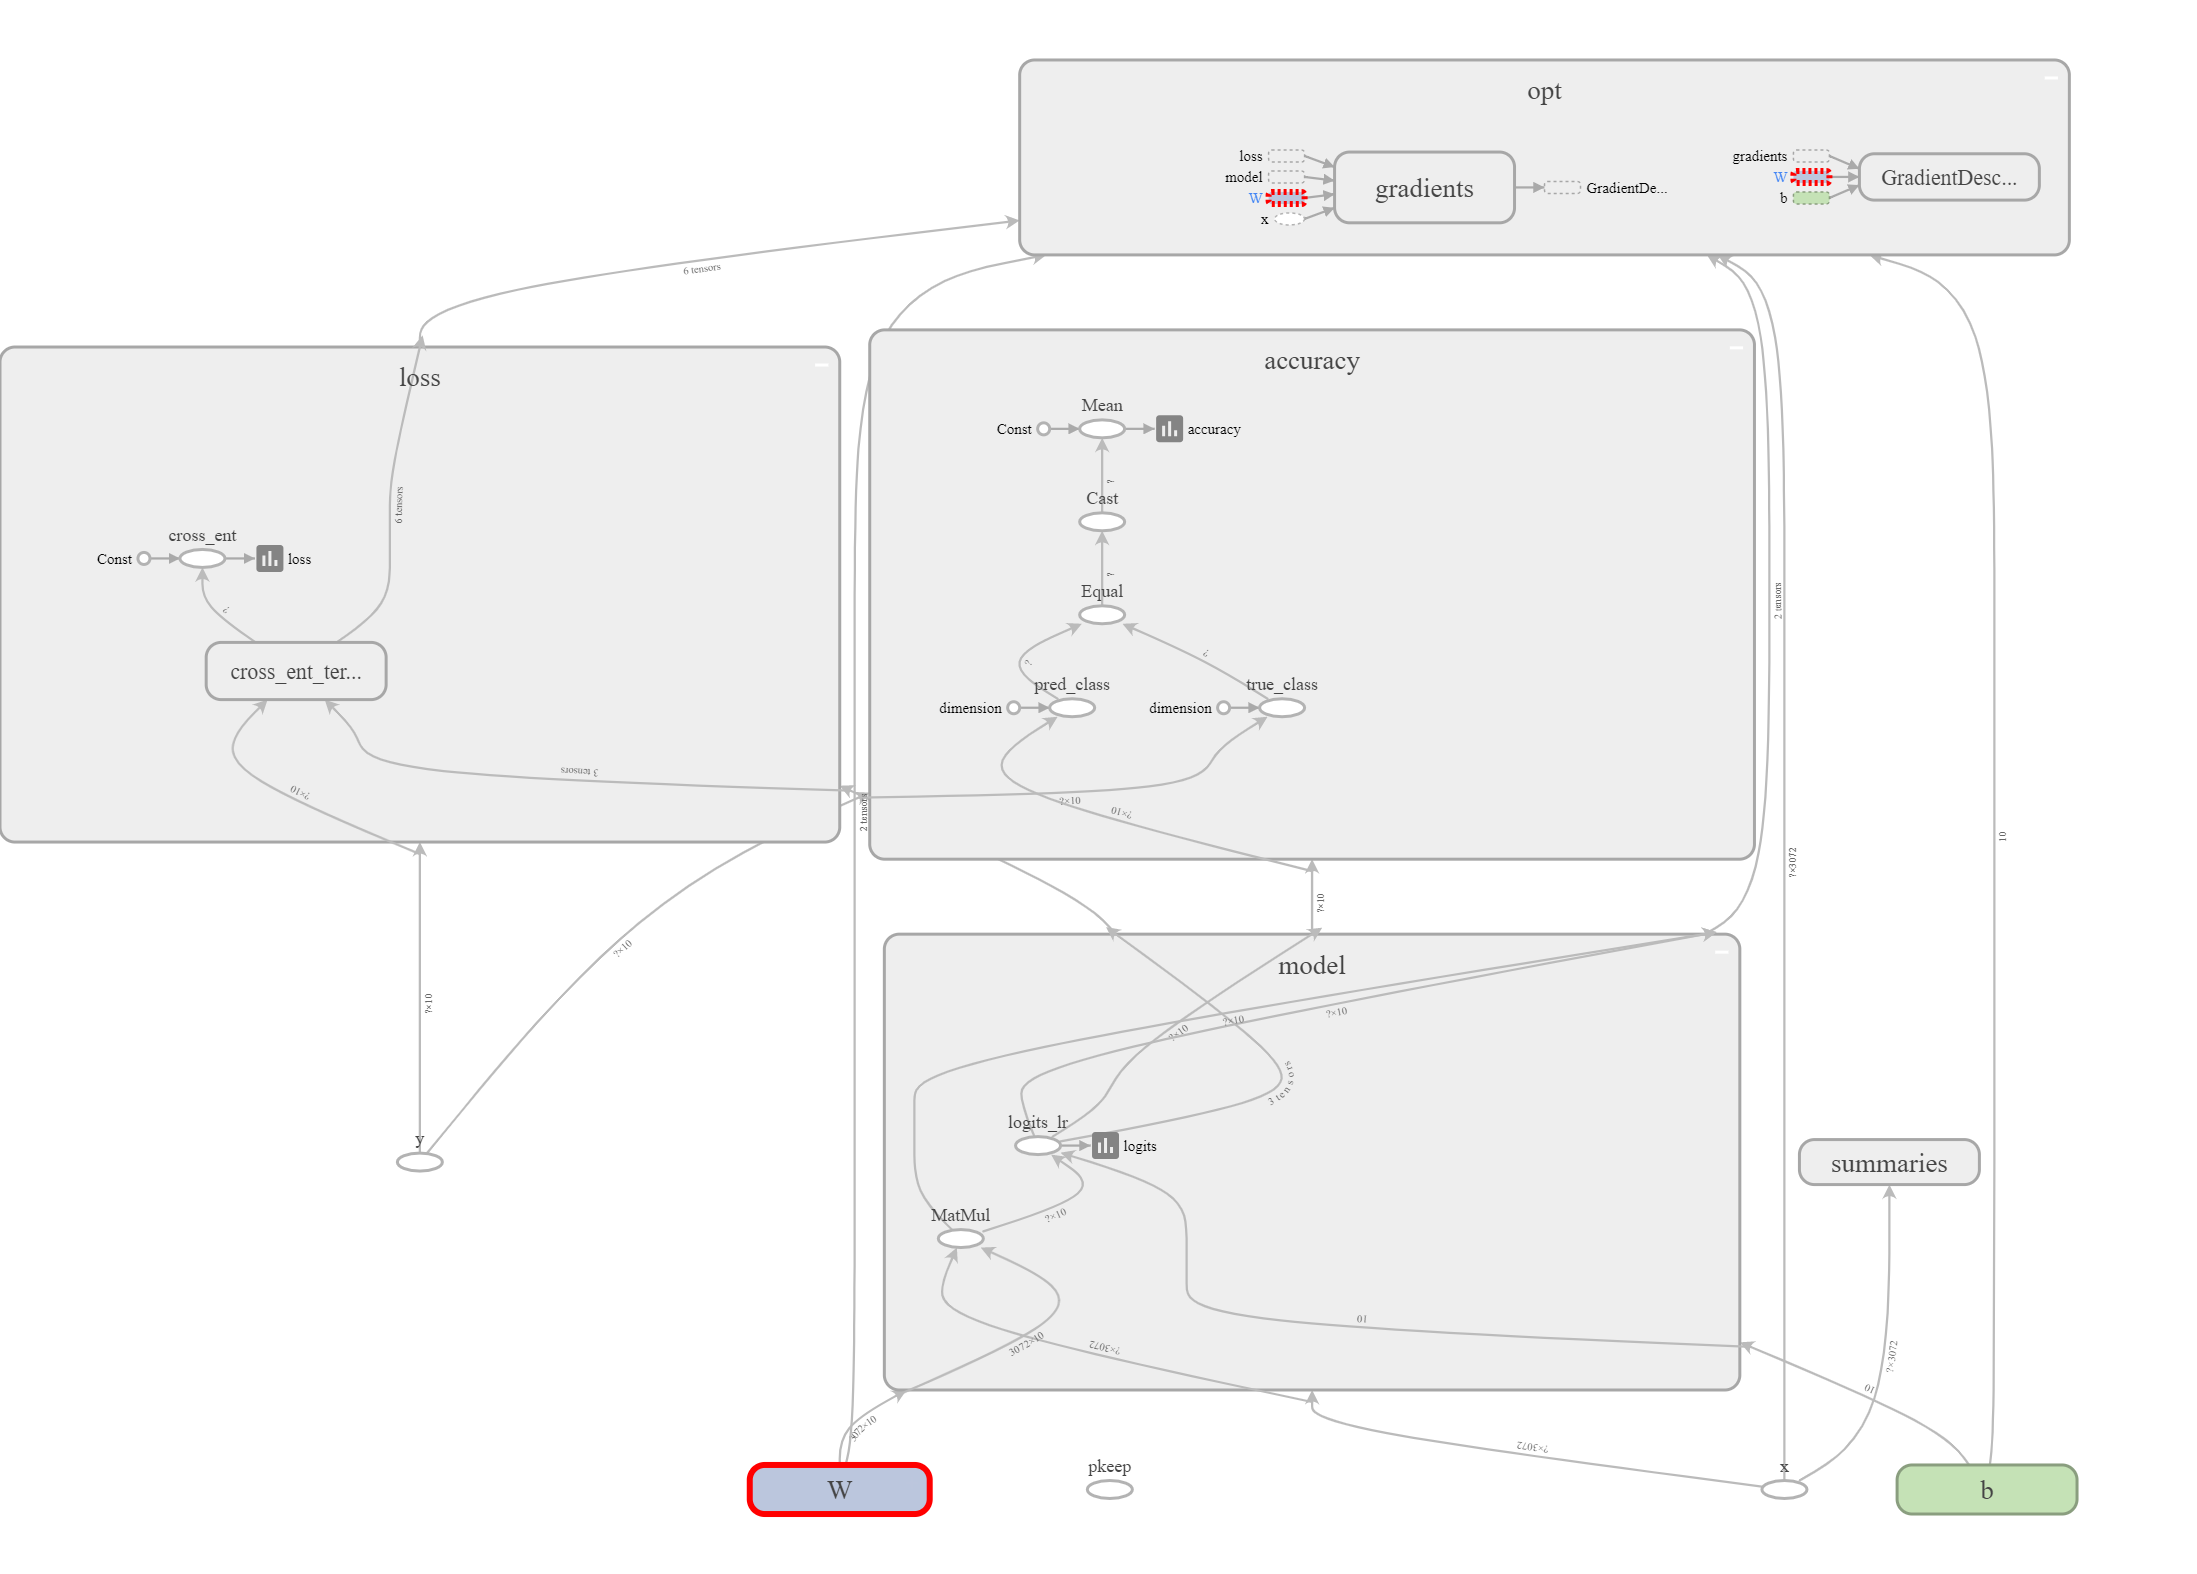 opt
loss
model
W
x
gradients
GradientDe...
gradients
W
b
GradientDesc...
6 tensors
loss
6 tensors
cross_ent
Const
loss
?
cross_ent_ter...
3 tensors
?×10
accuracy
Mean
Const
accuracy
?
Cast
?
Equal
?
?
pred_class
true_class
dimension
dimension
?×10
?×10
2 tensors
2 tensors
?×3072
10
?×10
?×10
?×10
model
?×10
?×10
?×10
3 tensors
logits_lr
logits
MatMul
?×10
10
3072×10
?×3072
y
summaries
?×3072
10
3072×10
?×3072
W
pkeep
x
b